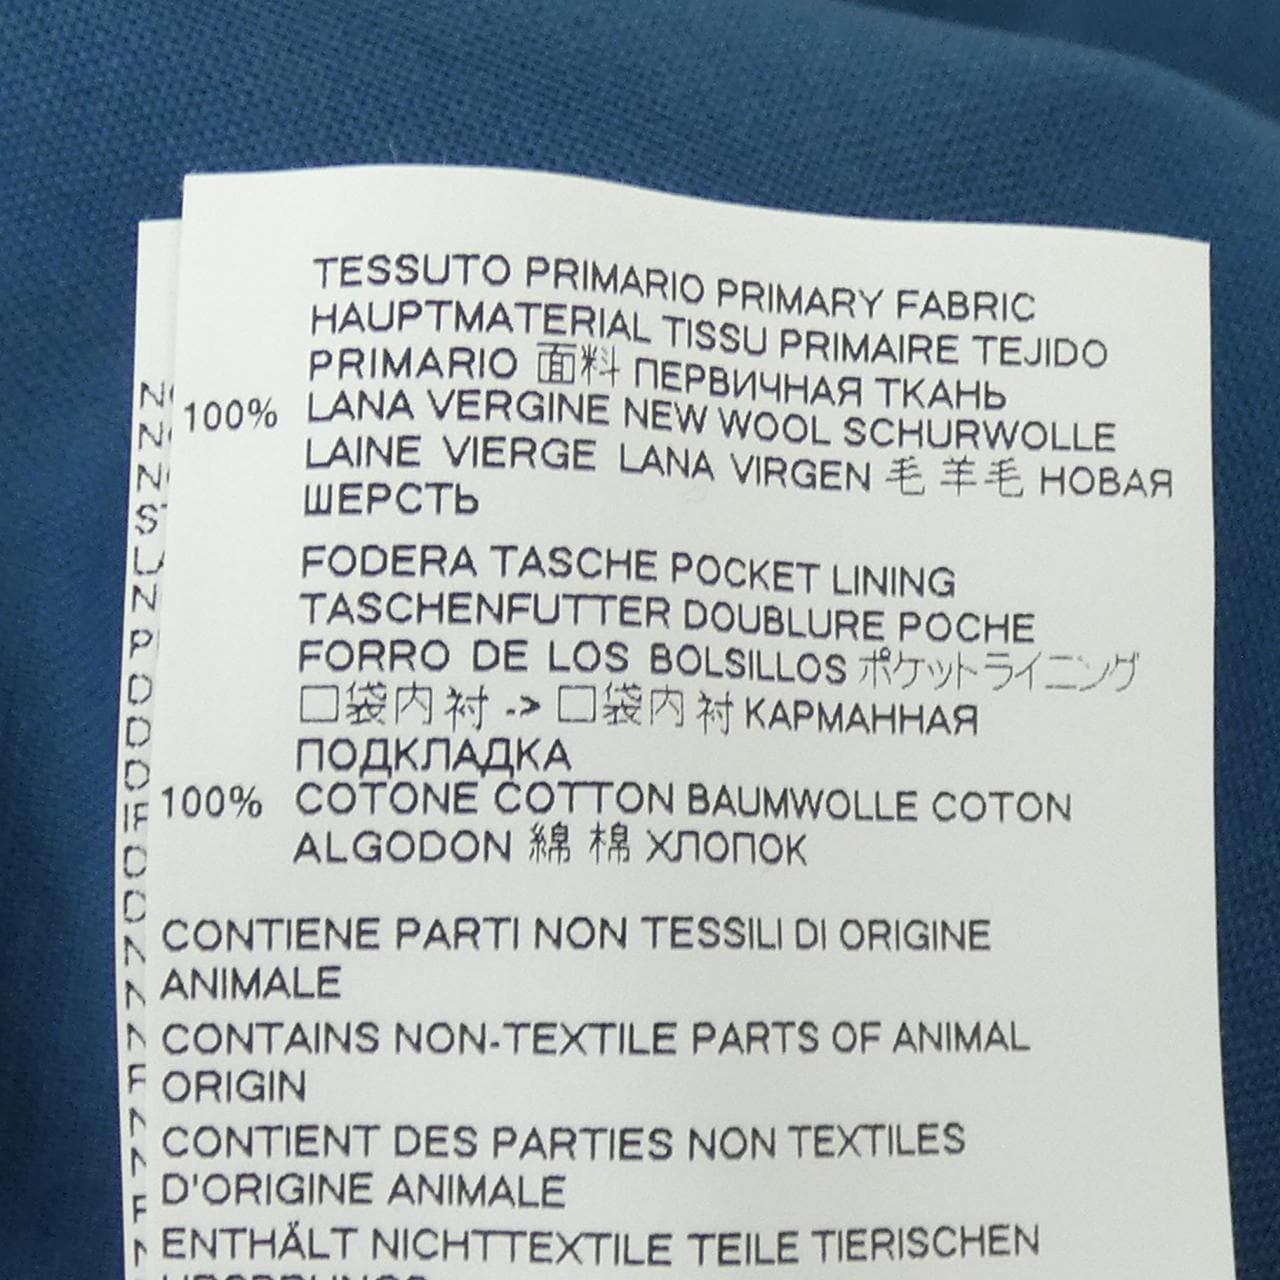 TESSUTO PRIMARIO PRIMARY FABRIC
HAUPTMATERIAL TISSU PRIMAIRE TEJIDO
PRIMARIO 面料 ПЕРВИЧНАЯ ТКАНЬ
100% LANA VERGINE NEW WOOL SCHURWOLLE
LAINE VIERGE LANA VIRGEN 毛 羊毛 НОВАЯ
ШЕРСТЬ
FODERA TASCHE POCKET LINING
TASCHENFUTTER DOUBLURE POCHE
FORRO DE LOS BOLSILLOS ポケットライニング
口袋内衬 -> 口袋内衬 КАРМАННАЯ
ПОДКЛАДКА
100% COTONE COTTON BAUMWOLLE COTON
ALGODON 綿 棉 ХЛОПОК
CONTIENE PARTI NON TESSILI DI ORIGINE
ANIMALE
CONTAINS NON-TEXTILE PARTS OF ANIMAL
ORIGIN
CONTIENT DES PARTIES NON TEXTILES
D'ORIGINE ANIMALE
ENTHÄLT NICHTTEXTILE TEILE TIERISCHEN